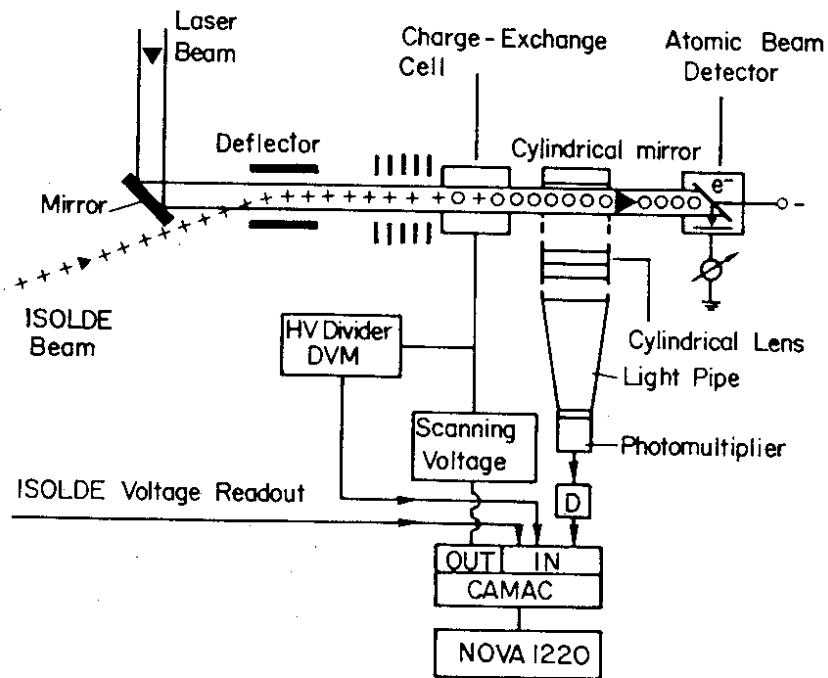 Laser
Beam
Charge-Exchange
Cell
Atomic Beam
Detector
Deflector
Cylindrical mirror
e-
Mirror
-
ISOLDE
Beam
HV Divider
DVM
Cylindrical Lens
Light Pipe
Scanning
Voltage
Photomultiplier
ISOLDE Voltage Readout
D
OUT IN
CAMAC
NOVA 1220